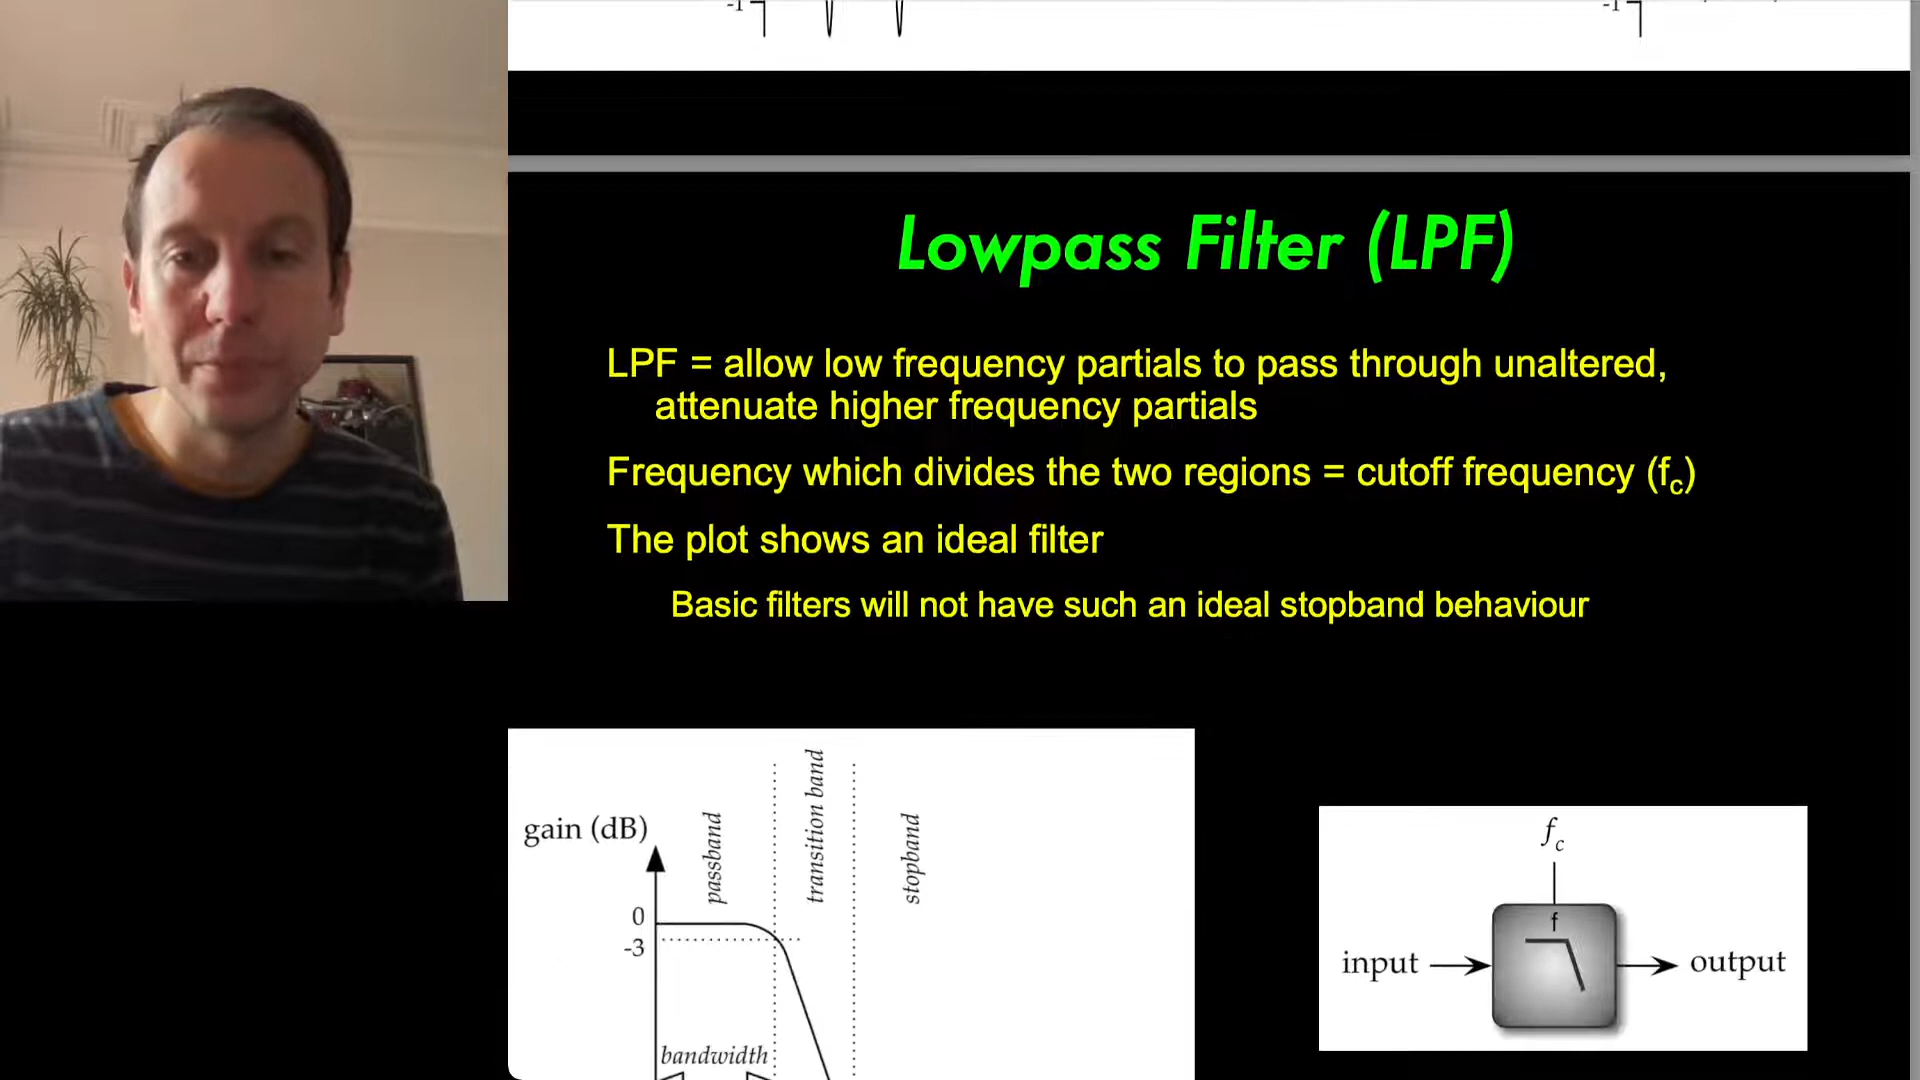 -1
-1
Lowpass Filter (LPF)
LPF = allow low frequency partials to pass through unaltered,
attenuate higher frequency partials
Frequency which divides the two regions = cutoff frequency (fc)
The plot shows an ideal filter
Basic filters will not have such an ideal stopband behaviour
gain (dB)
passband
transition band
stopband
0
-3
bandwidth
fc
f
input
output